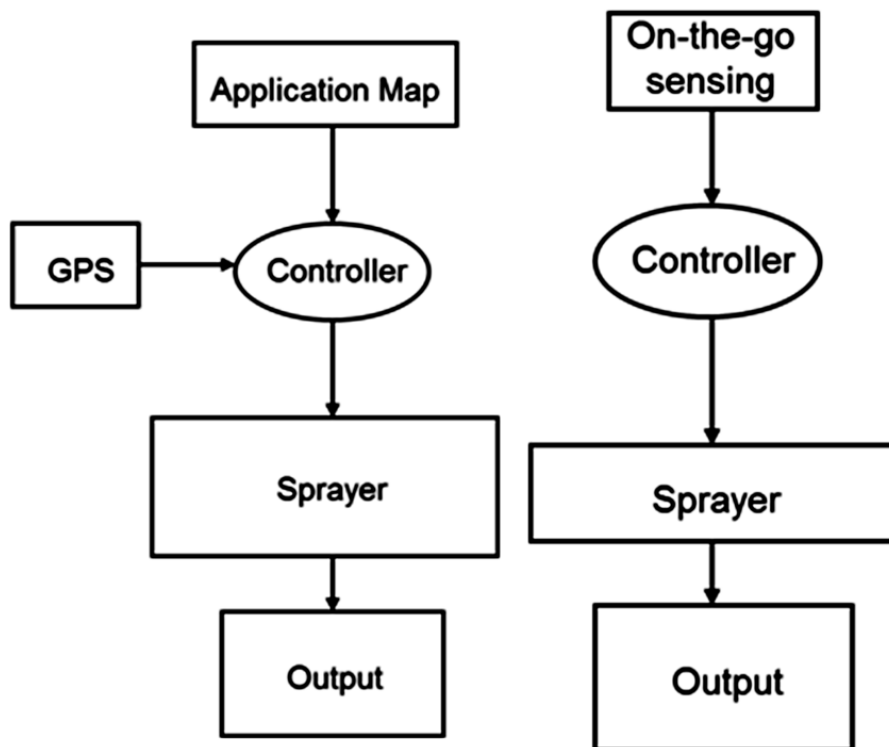 Application Map
GPS
Controller
Sprayer
Output
On-the-go
sensing
Controller
Sprayer
Output